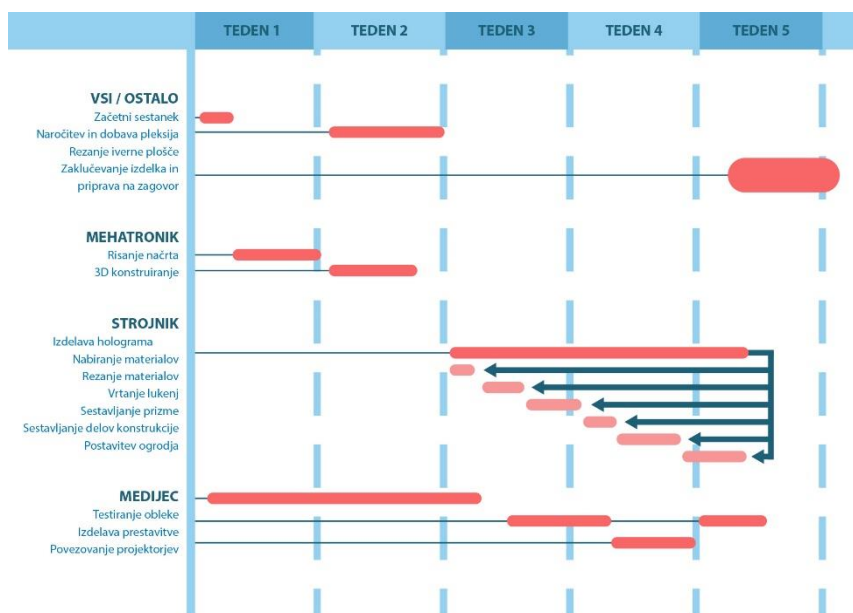 TEDEN 1 TEDEN 2 TEDEN 3 TEDEN 4 TEDEN 5
VSI / OSTALO
Začetni sestanek
Naročitev in dobava pleksija
Rezanje iverne plošče
Zaklučevanje izdelka in
priprava na zagovor
MEHATRONIK
Risanje načrta
3D konstruiranje
STROJNIK
Izdelava holograma
Nabiranje materialov
Rezanje materialov
Vrtanje lukenj
Sestavljanje prizme
Sestavljanje delov konstrukcije
Postavitev ogrodja
MEDIJEC
Testiranje obleke
Izdelava prestavitve
Povezovanje projektorjev